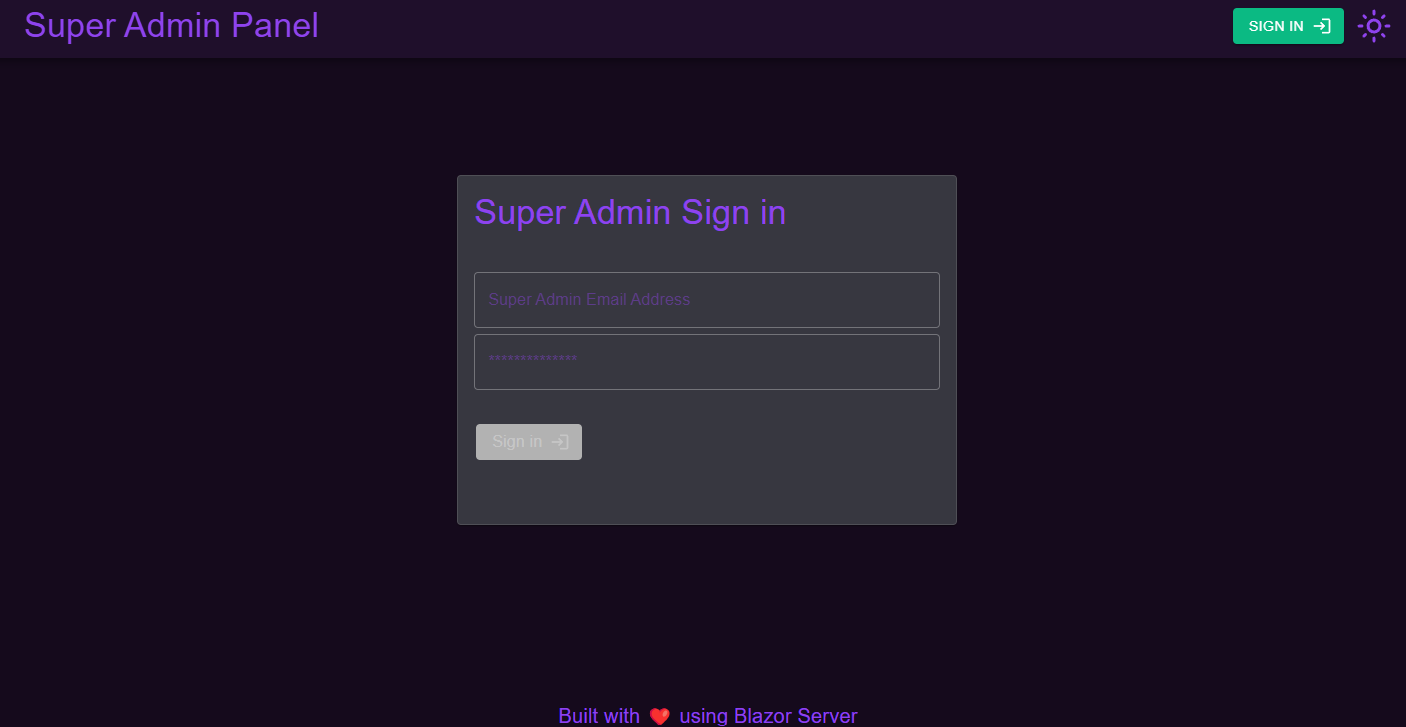 Super Admin Panel
SIGN IN
Super Admin Sign in
Super Admin Email Address
**************
Sign in
Built with ❤️ using Blazor Server